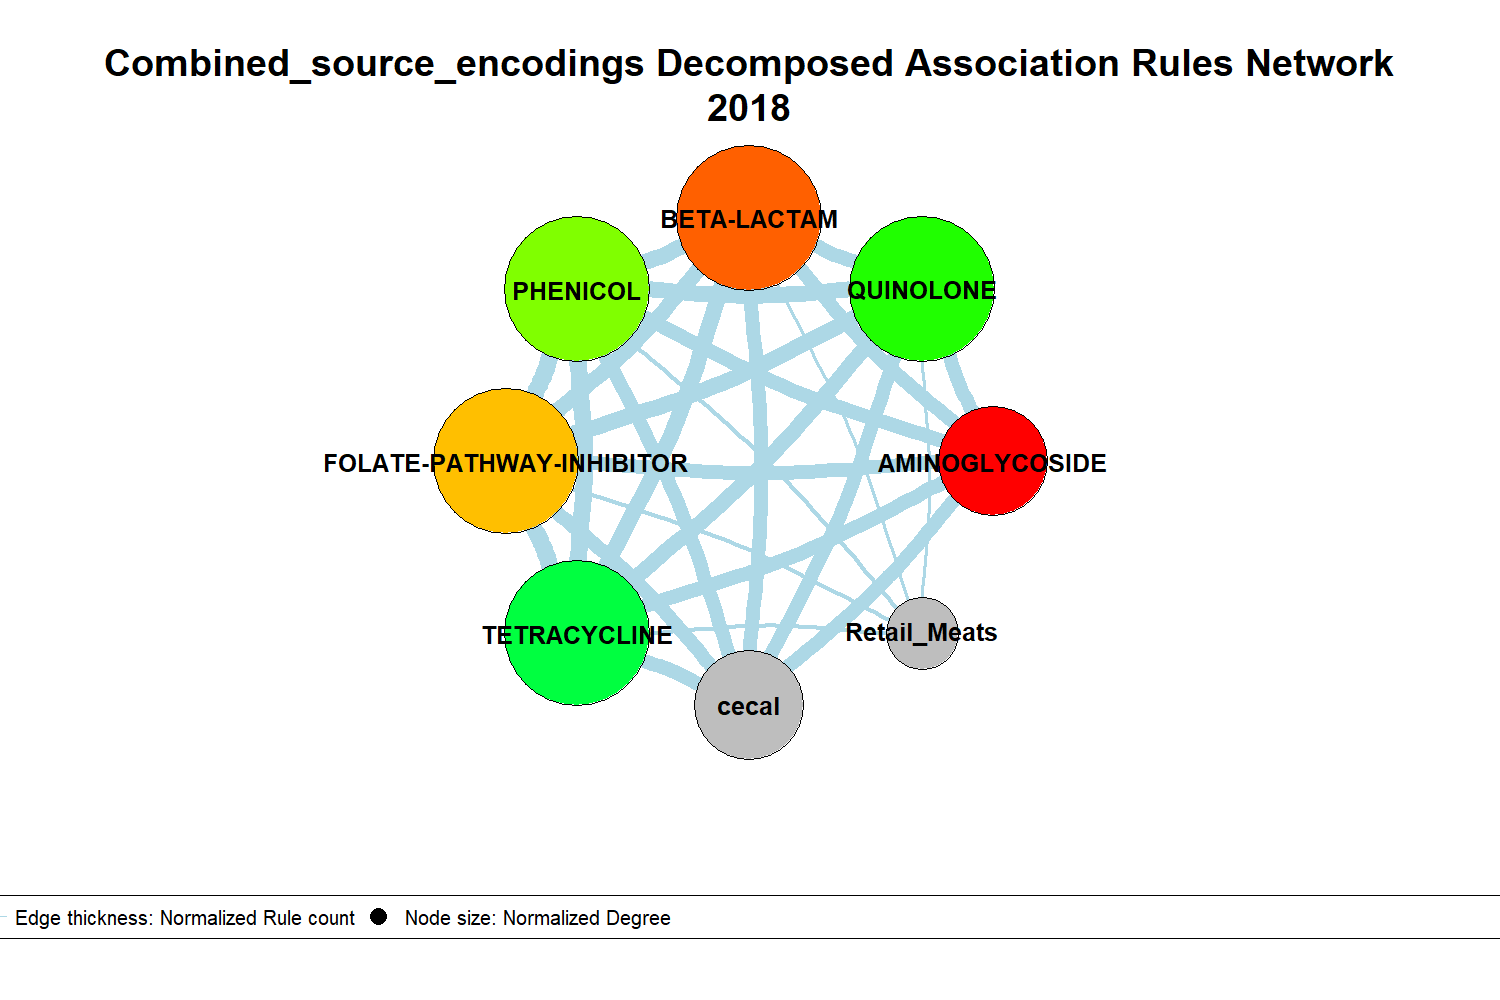 Combined_source_encodings Decomposed Association Rules Network
2018
BETA-LACTAM
PHENICOL
QUINOLONE
FOLATE-PATHWAY-INHIBITOR
AMINOGLYCOSIDE
TETRACYCLINE
Retail_Meats
cecal
Edge thickness: Normalized Rule count
Node size: Normalized Degree